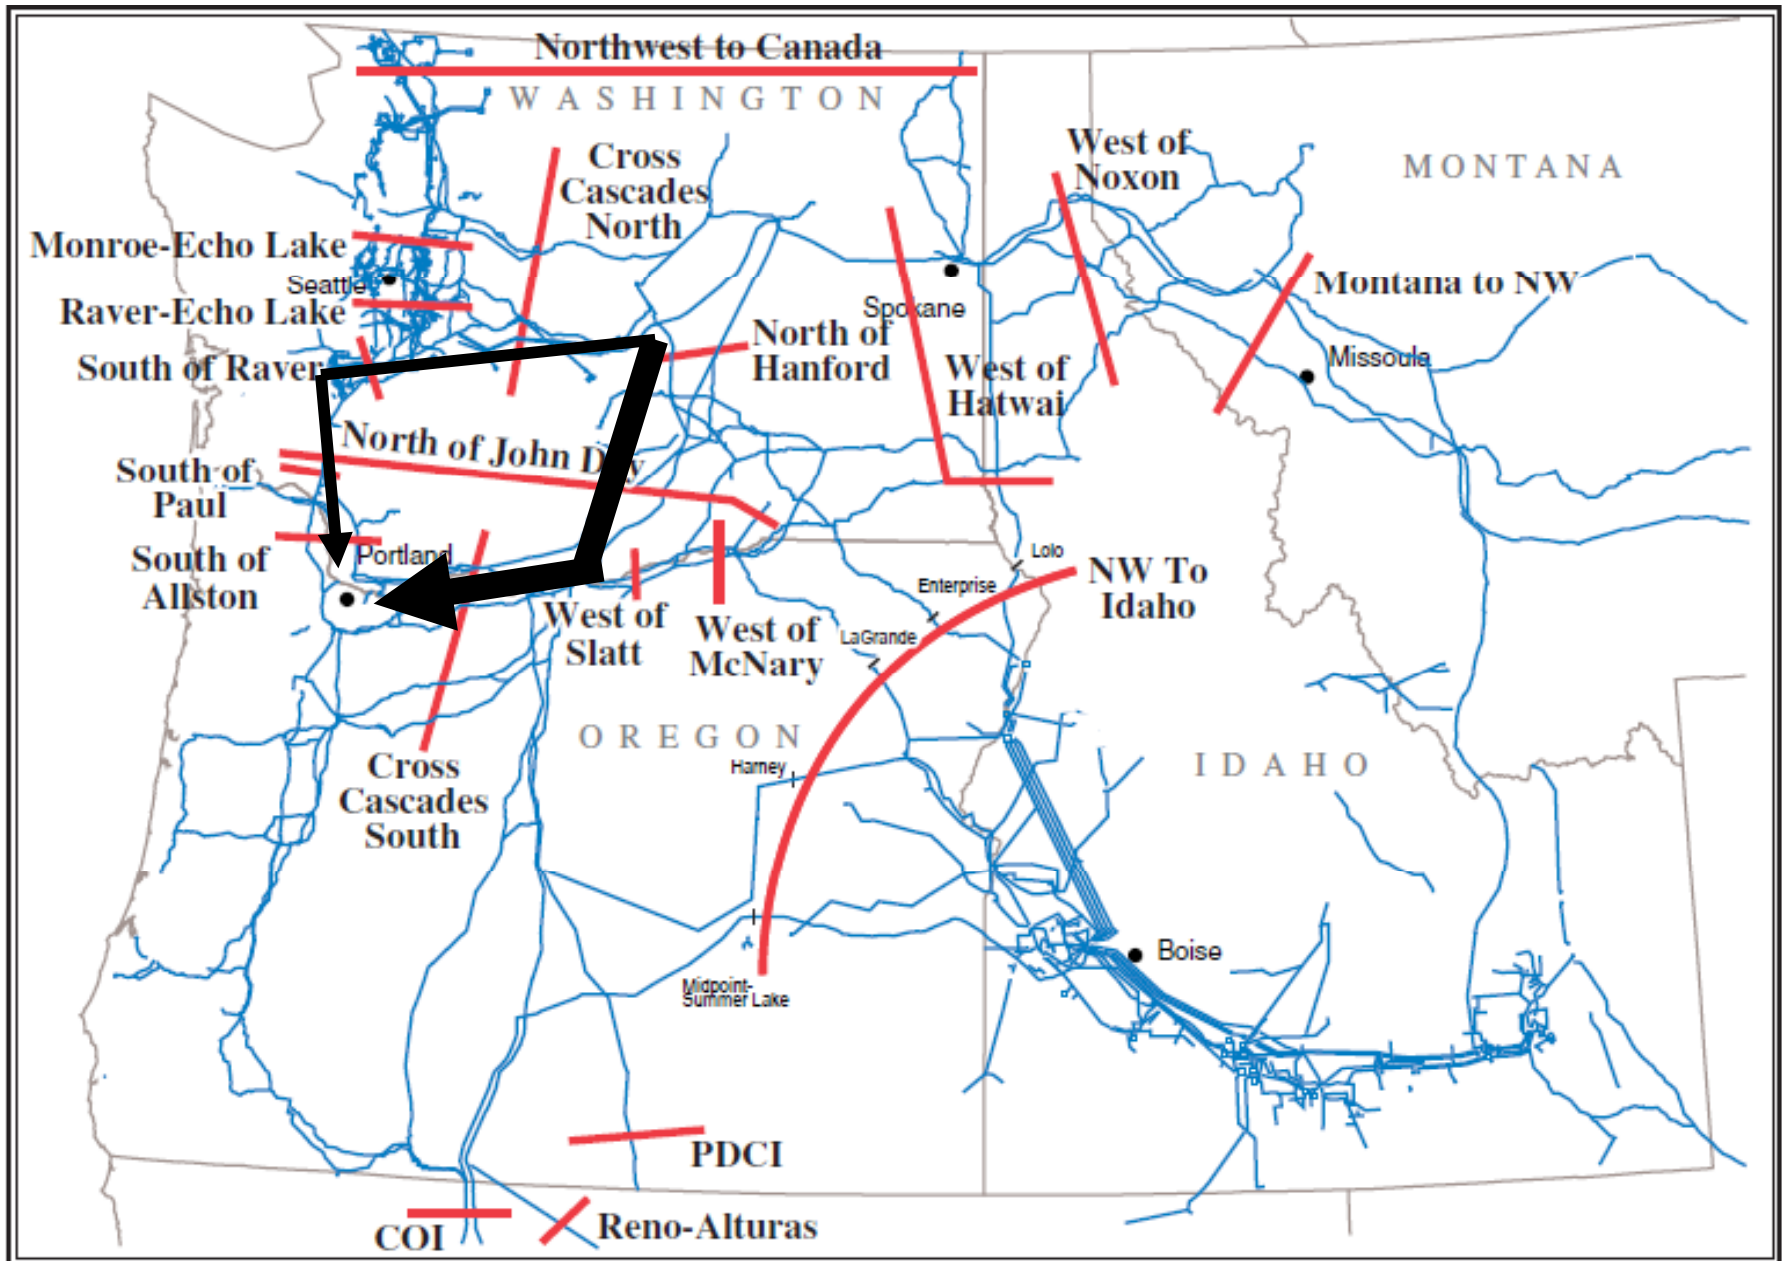 Northwest to Canada
WASHINGTON
Cross
Cascades
North
West of
Noxon
MONTANA
Monroe-Echo Lake
Seattle
Raver-Echo Lake
South of Raver
Spokane
North of
Hanford
West of
Hatwai
Montana to NW
Missoula
North of John Day
South of
Paul
South of
Allston
Portland
West of
Slatt
West of
McNary
Lolo
Enterprise
LaGrande
NW To
Idaho
OREGON
Harney
IDAHO
Cross
Cascades
South
Boise
Midpoint-
Summer Lake
PDCI
COI
Reno-Alturas